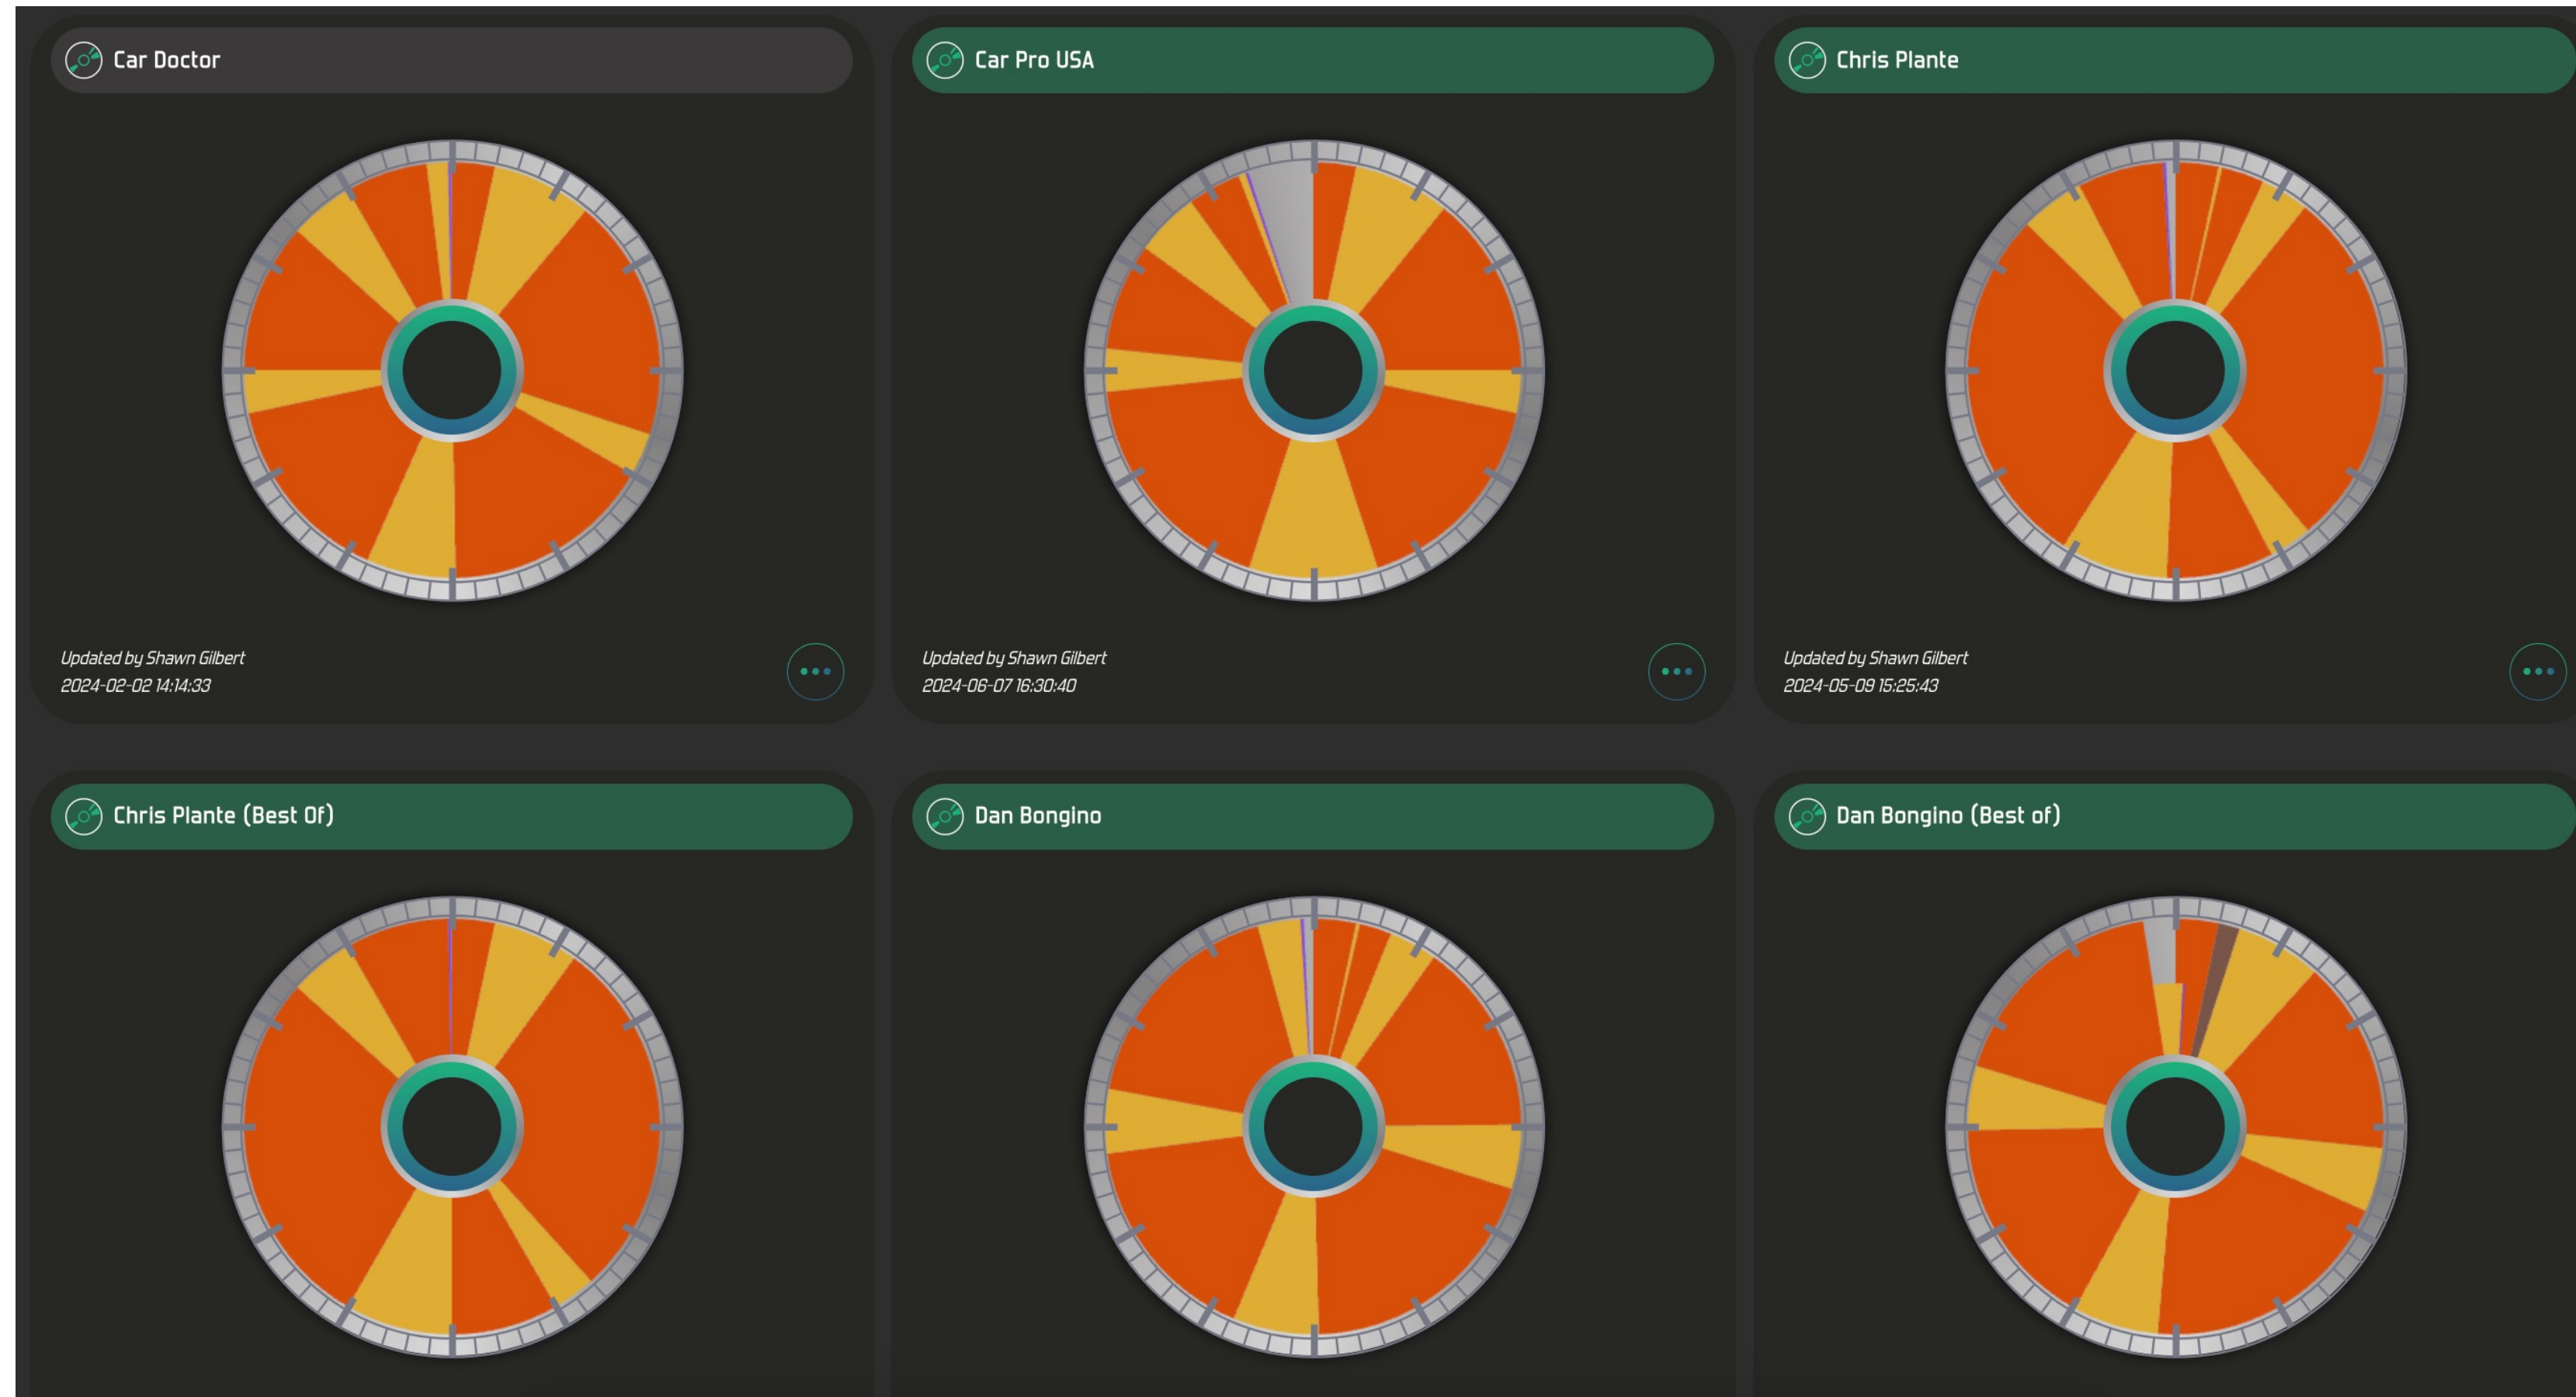 Car Doctor
Car Pro USA
Chris Plante
Updated by Shawn Gilbert
2024-02-02 14:14:33
Updated by Shawn Gilbert
2024-06-07 16:30:40
Updated by Shawn Gilbert
2024-05-09 15:25:43
Chris Plante (Best Of)
Dan Bongino
Dan Bongino (Best of)